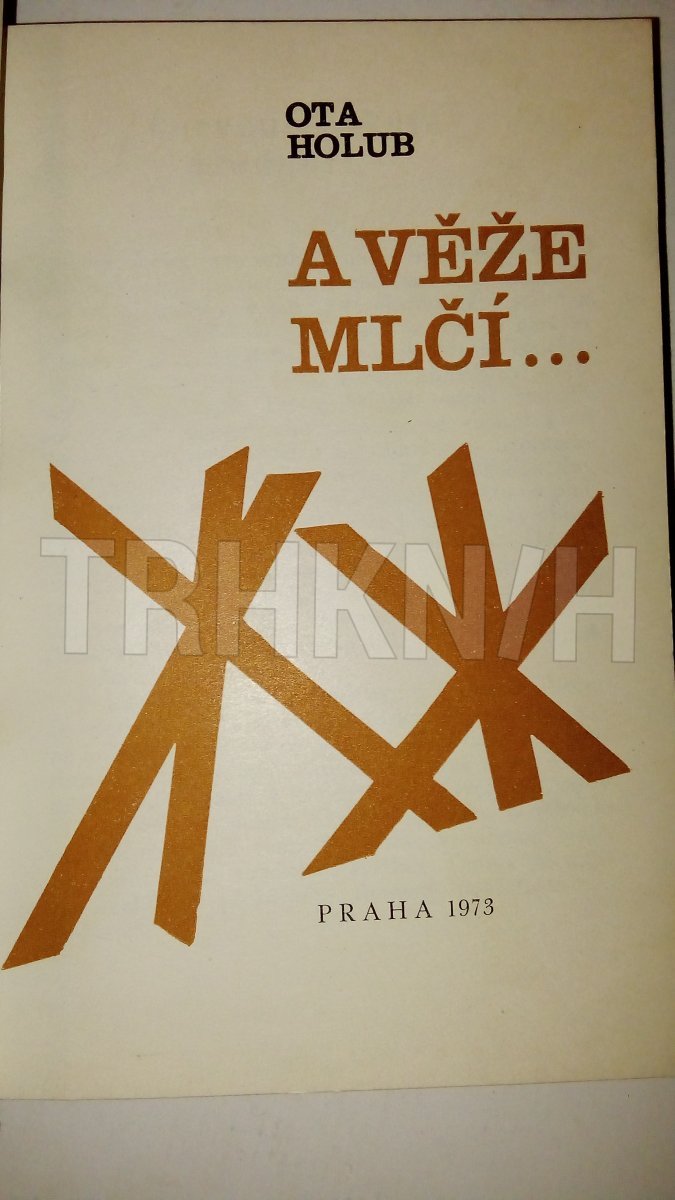 OTA
HOLUB
A VĚŽE
MLČÍ...
TRHKNIH
PRAHA 1973